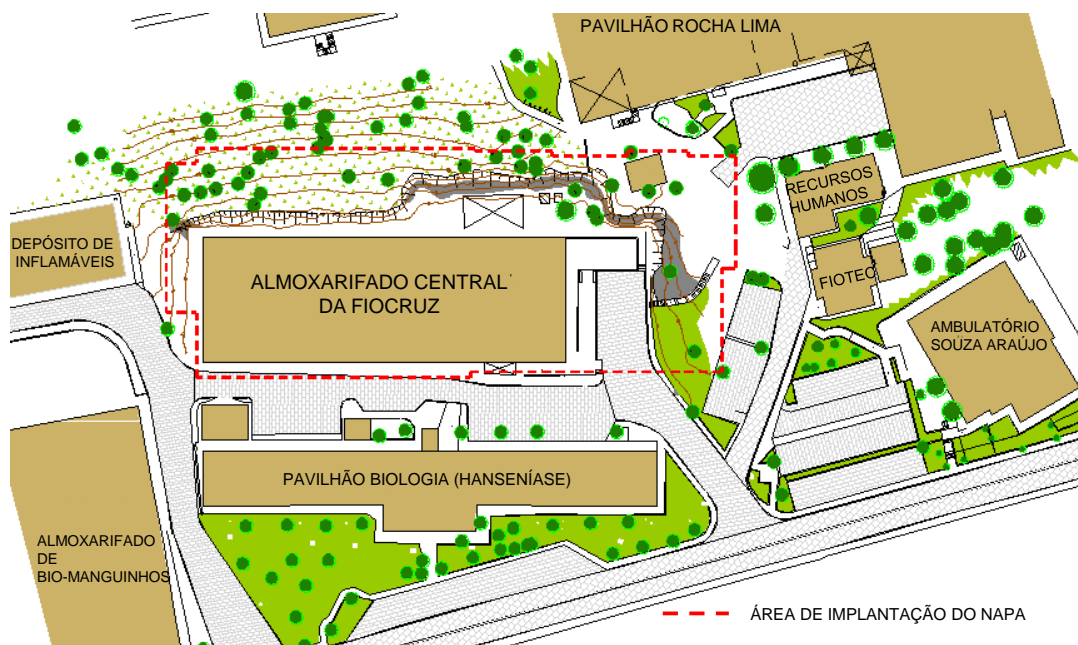 PAVILHÃO ROCHA LIMA
RECURSOS
HUMANOS
DEPÓSITO DE
INFLAMÁVEIS
ALMOXARIFADO CENTRAL
DA FIOCRUZ
FIOTEC
AMBULATÓRIO
SOUZA ARAÚJO
PAVILHÃO BIOLOGIA (HANSENÍASE)
ALMOXARIFADO
DE
BIO-MANGUINHOS
ÁREA DE IMPLANTAÇÃO DO NAPA